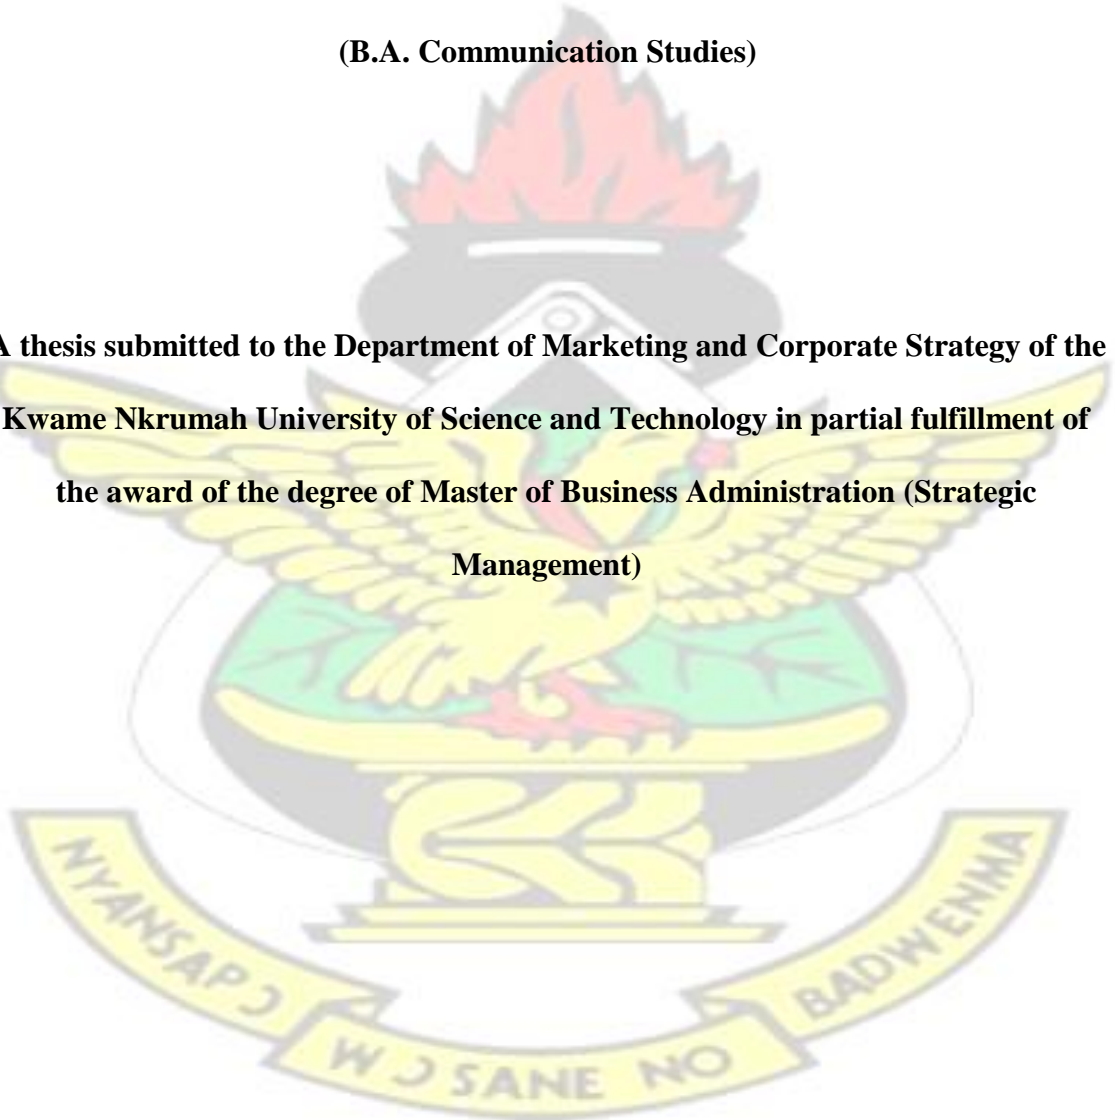 (B.A. Communication Studies)
A thesis submitted to the Department of Marketing and Corporate Strategy of the
Kwame Nkrumah University of Science and Technology in partial fulfillment of
the award of the degree of Master of Business Administration (Strategic
Management)
NYANSAPƆ WƆ SANE NO BADWENMA